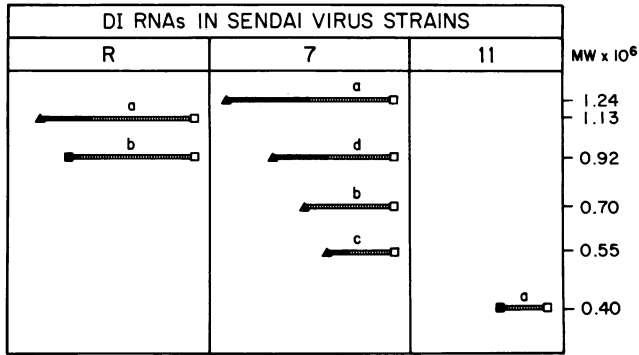 DI RNAs IN SENDAI VIRUS STRAINS
R 7 11 MW x 10⁶
a 1.24
a 1.13
b d 0.92
b 0.70
c 0.55
a 0.40